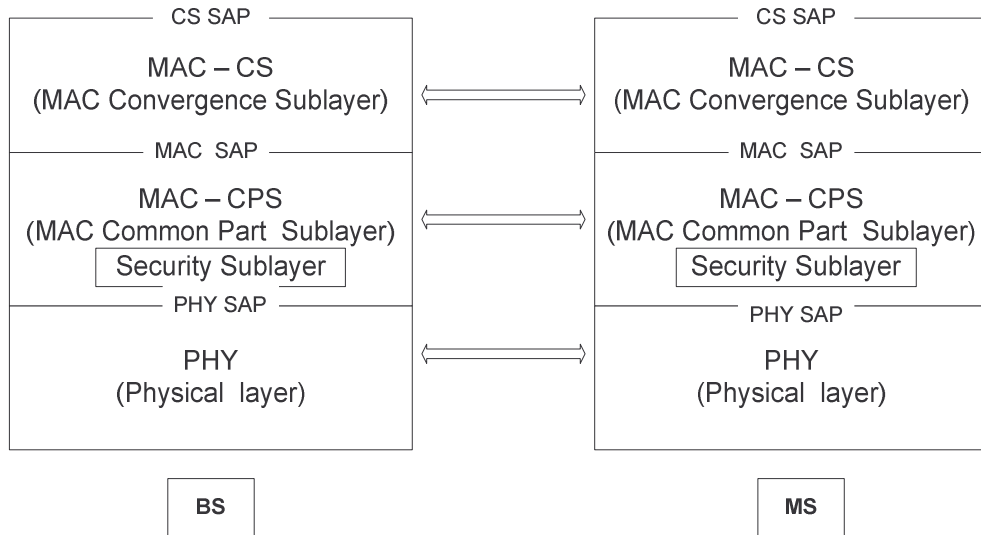 CS SAP
MAC – CS
(MAC Convergence Sublayer)
MAC SAP
MAC – CPS
(MAC Common Part Sublayer)
Security Sublayer
PHY SAP
PHY
(Physical layer)
BS
CS SAP
MAC – CS
(MAC Convergence Sublayer)
MAC SAP
MAC – CPS
(MAC Common Part Sublayer)
Security Sublayer
PHY SAP
PHY
(Physical layer)
MS